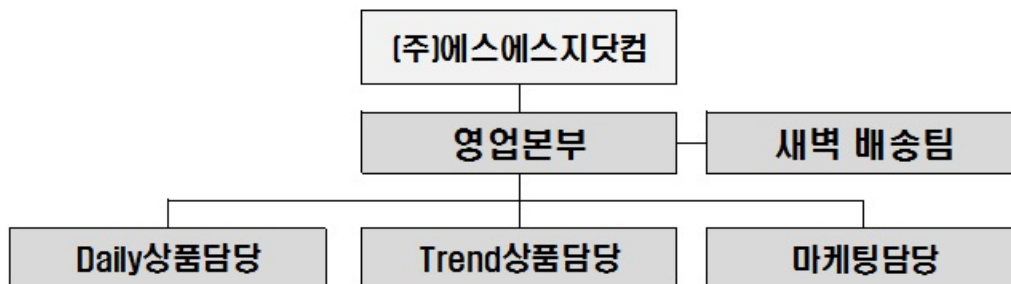 (주)에스에스지닷컴
영업본부
새벽 배송팀
Daily상품담당
Trend상품담당
마케팅담당